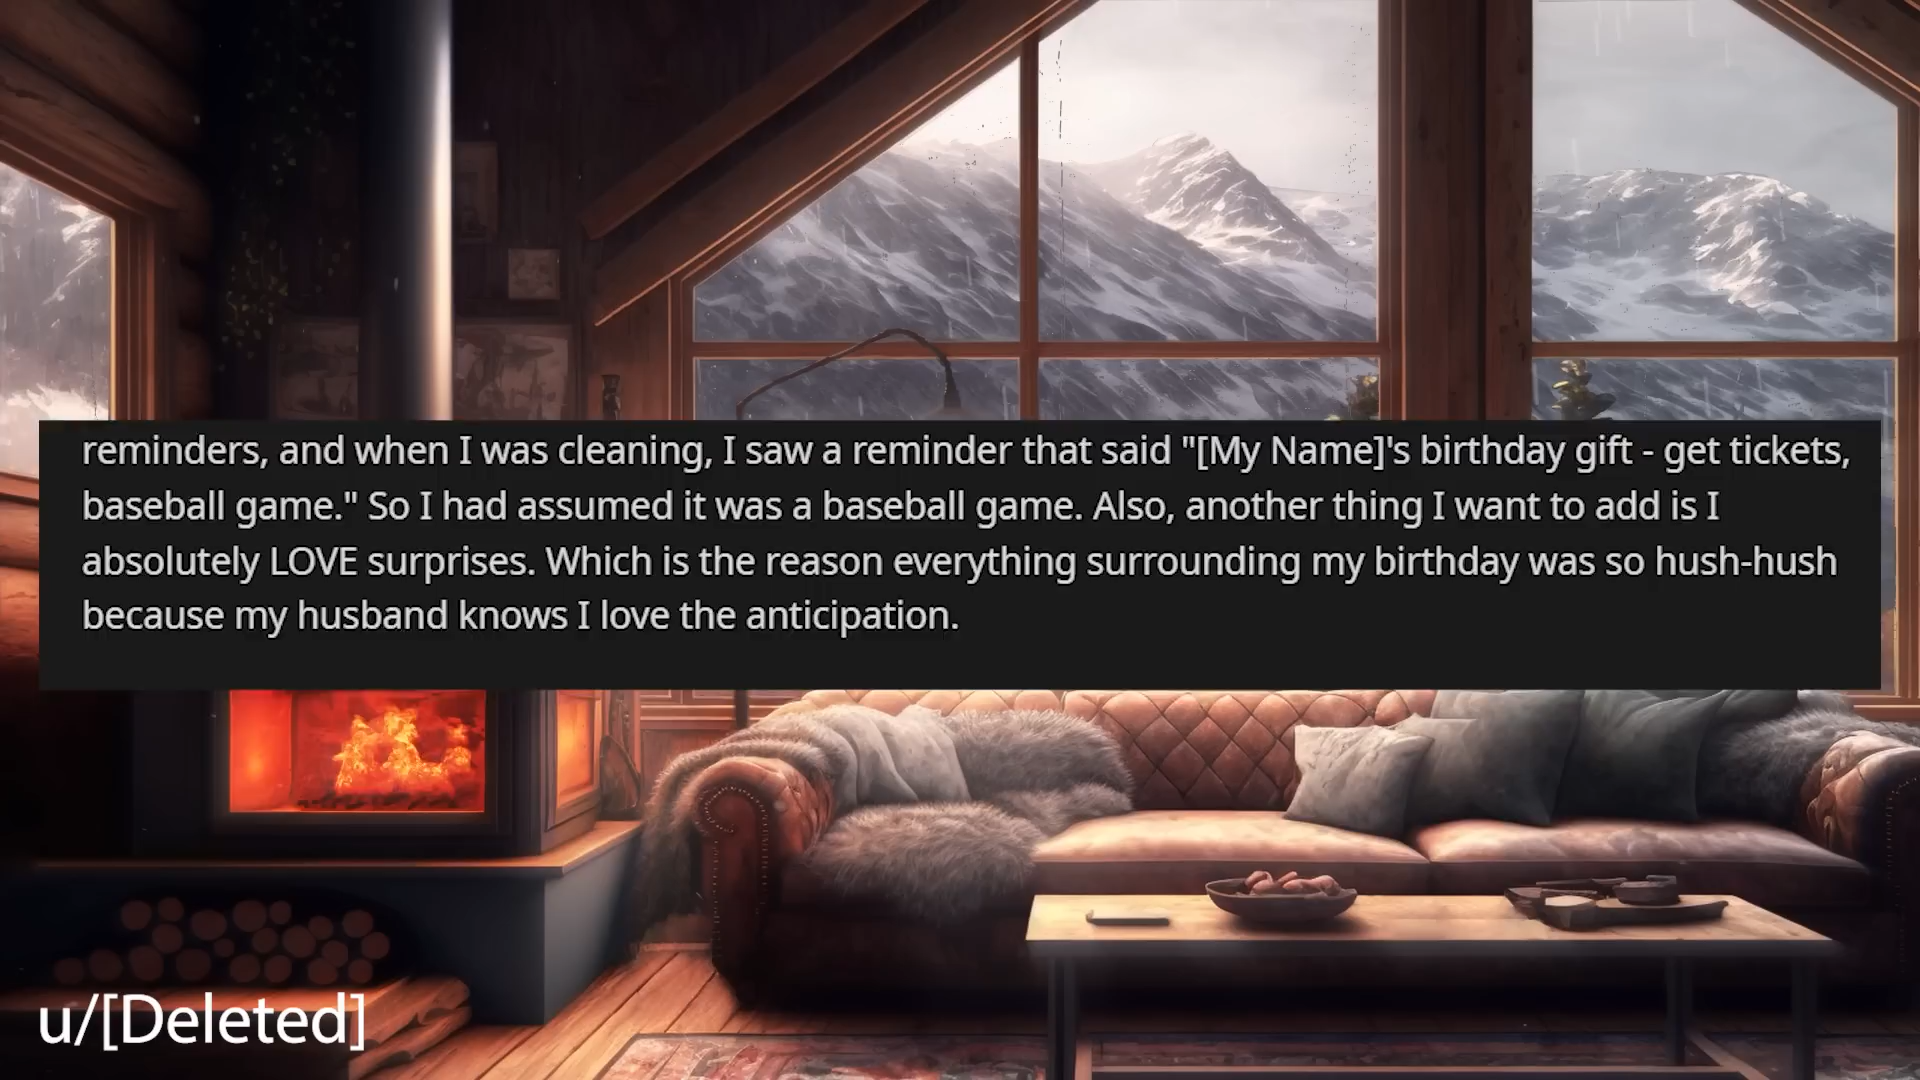 reminders, and when I was cleaning, I saw a reminder that said "[My Name]'s birthday gift - get tickets,
baseball game." So I had assumed it was a baseball game. Also, another thing I want to add is I
absolutely LOVE surprises. Which is the reason everything surrounding my birthday was so hush-hush
because my husband knows I love the anticipation.
u/[Deleted]